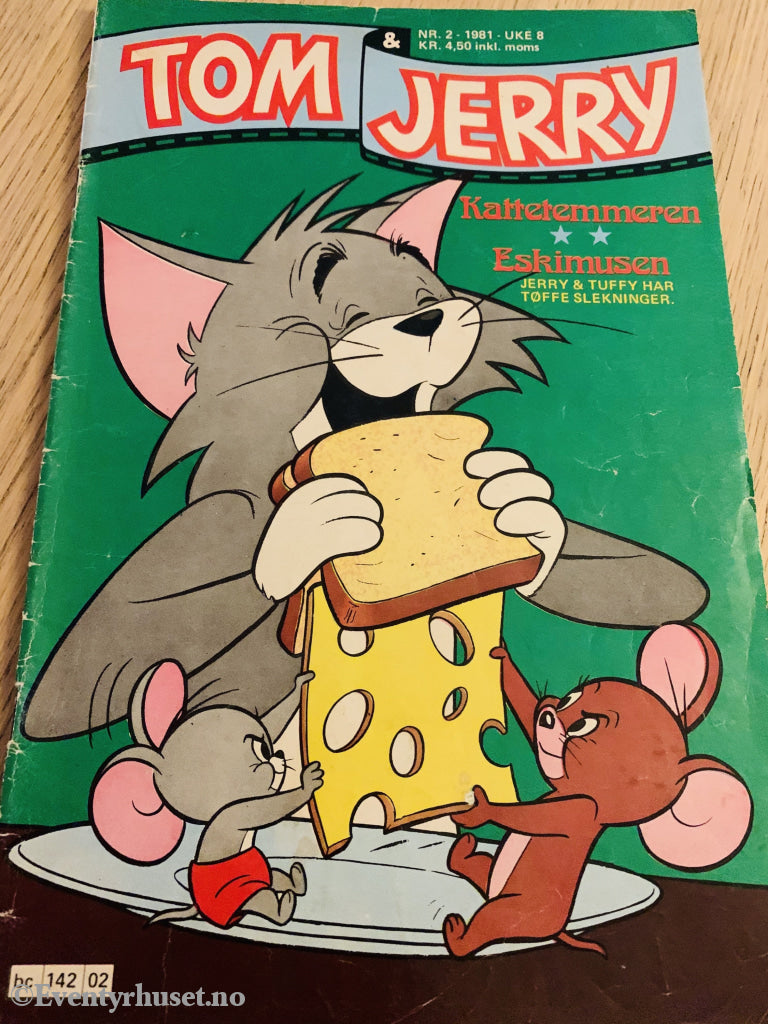 NR. 2 - 1981 - UKE 8
KR. 4,50 inkl. moms
TOM & JERRY
Kattetemmeren
Eskimusen
JERRY & TUFFY HAR
TØFFE SLEKNINGER.
bc 142 02
©Eventyrhuset.no